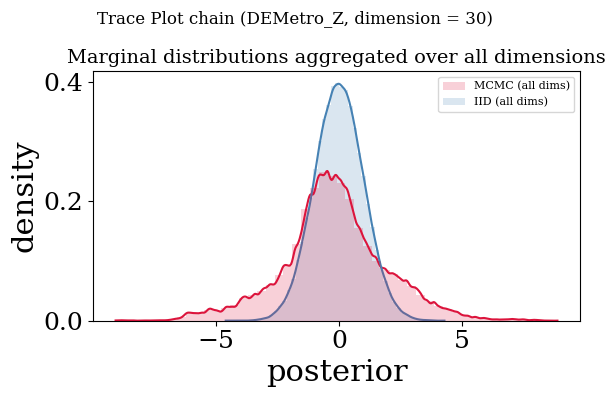 Trace Plot chain (DEMetro_Z, dimension = 30)
Marginal distributions aggregated over all dimensions
MCMC (all dims)
IID (all dims)
density
0.4
0.2
0.0
−5
0
5
posterior